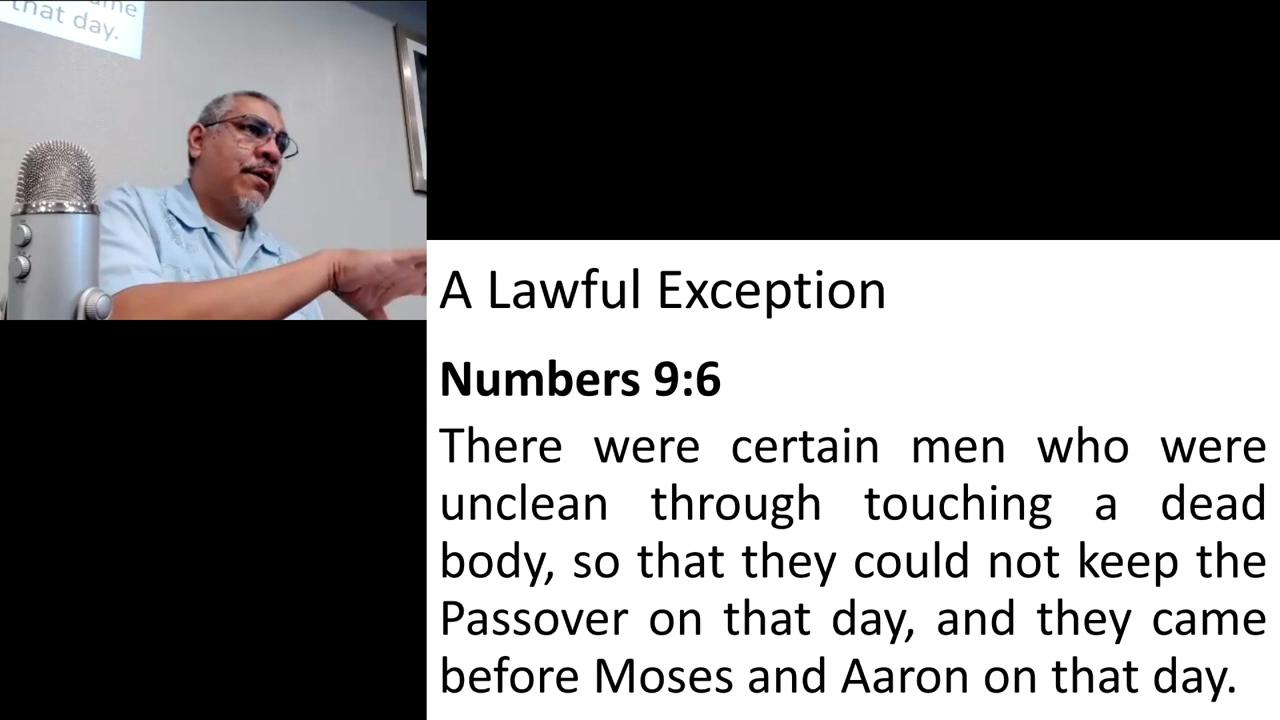 ame
that day.
A Lawful Exception
Numbers 9:6
There were certain men who were
unclean through touching a dead
body, so that they could not keep the
Passover on that day, and they came
before Moses and Aaron on that day.